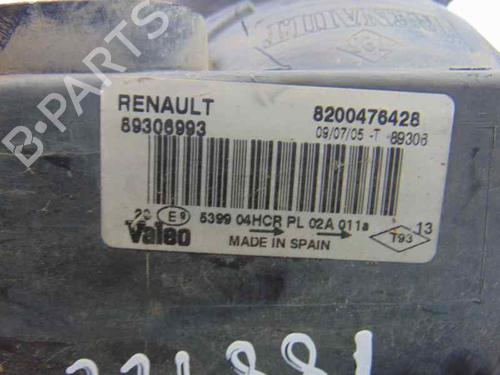 RENAULT 8200476428
89306993 09/07/05 -T 89306
20 E9 5399 04HCR PL 02A 011a
Valeo MADE IN SPAIN T93 13
B-PARTS